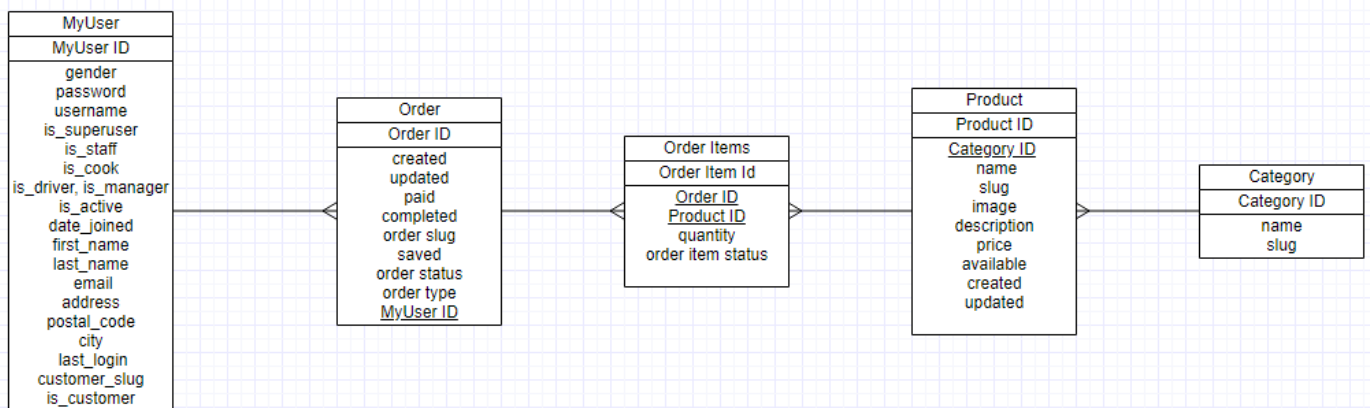 MyUser
MyUser ID
gender
password
username
is_superuser
is_staff
is_cook
is_driver, is_manager
is_active
date_joined
first_name
last_name
email
address
postal_code
city
last_login
customer_slug
is_customer
Order
Order ID
created
updated
paid
completed
order slug
saved
order status
order type
MyUser ID
Order Items
Order Item Id
Order ID
Product ID
quantity
order item status
Product
Product ID
Category ID
name
slug
image
description
price
available
created
updated
Category
Category ID
name
slug